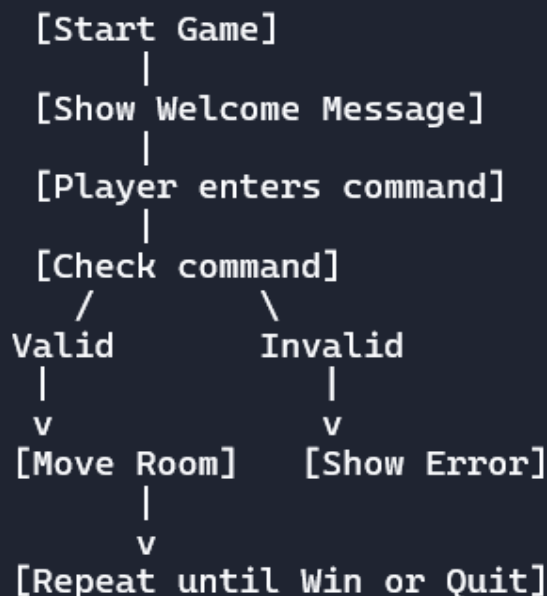 [Start Game]
|
[Show Welcome Message]
|
[Player enters command]
|
[Check command]
/ \
Valid Invalid
| |
v v
[Move Room] [Show Error]
|
v
[Repeat until Win or Quit]